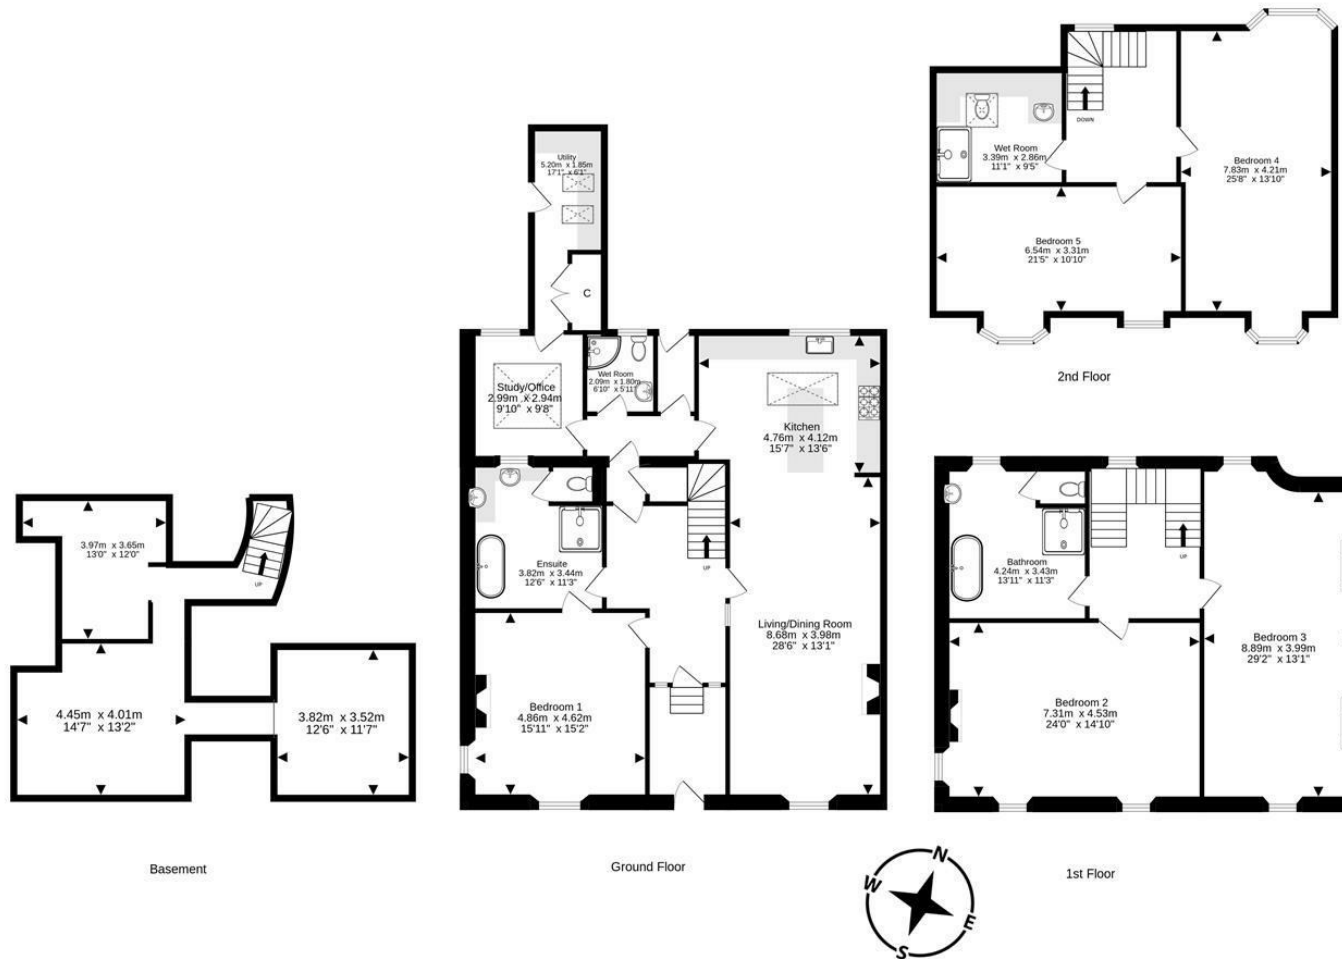 Utility
5.20m x 1.85m
17'1" x 6'1"
C
Study/Office
2.99m x 2.94m
9'10" x 9'8"
Wet Room
2.09m x 1.80m
6'10" x 5'11"
Kitchen
4.76m x 4.12m
15'7" x 13'6"
Ensuite
3.82m x 3.44m
12'6" x 11'3"
UP
Living/Dining Room
8.68m x 3.98m
28'6" x 13'1"
Bedroom 1
4.86m x 4.62m
15'11" x 15'2"
Ground Floor
3.97m x 3.65m
13'0" x 12'0"
UP
4.45m x 4.01m
14'7" x 13'2"
3.82m x 3.52m
12'6" x 11'7"
Basement
Wet Room
3.39m x 2.86m
11'1" x 9'5"
DOWN
Bedroom 4
7.83m x 4.21m
25'8" x 13'10"
Bedroom 5
6.54m x 3.31m
21'5" x 10'10"
2nd Floor
Bathroom
4.24m x 3.43m
13'11" x 11'3"
UP
Bedroom 3
8.89m x 3.99m
29'2" x 13'1"
Bedroom 2
7.31m x 4.53m
24'0" x 14'10"
1st Floor
N
W
E
S